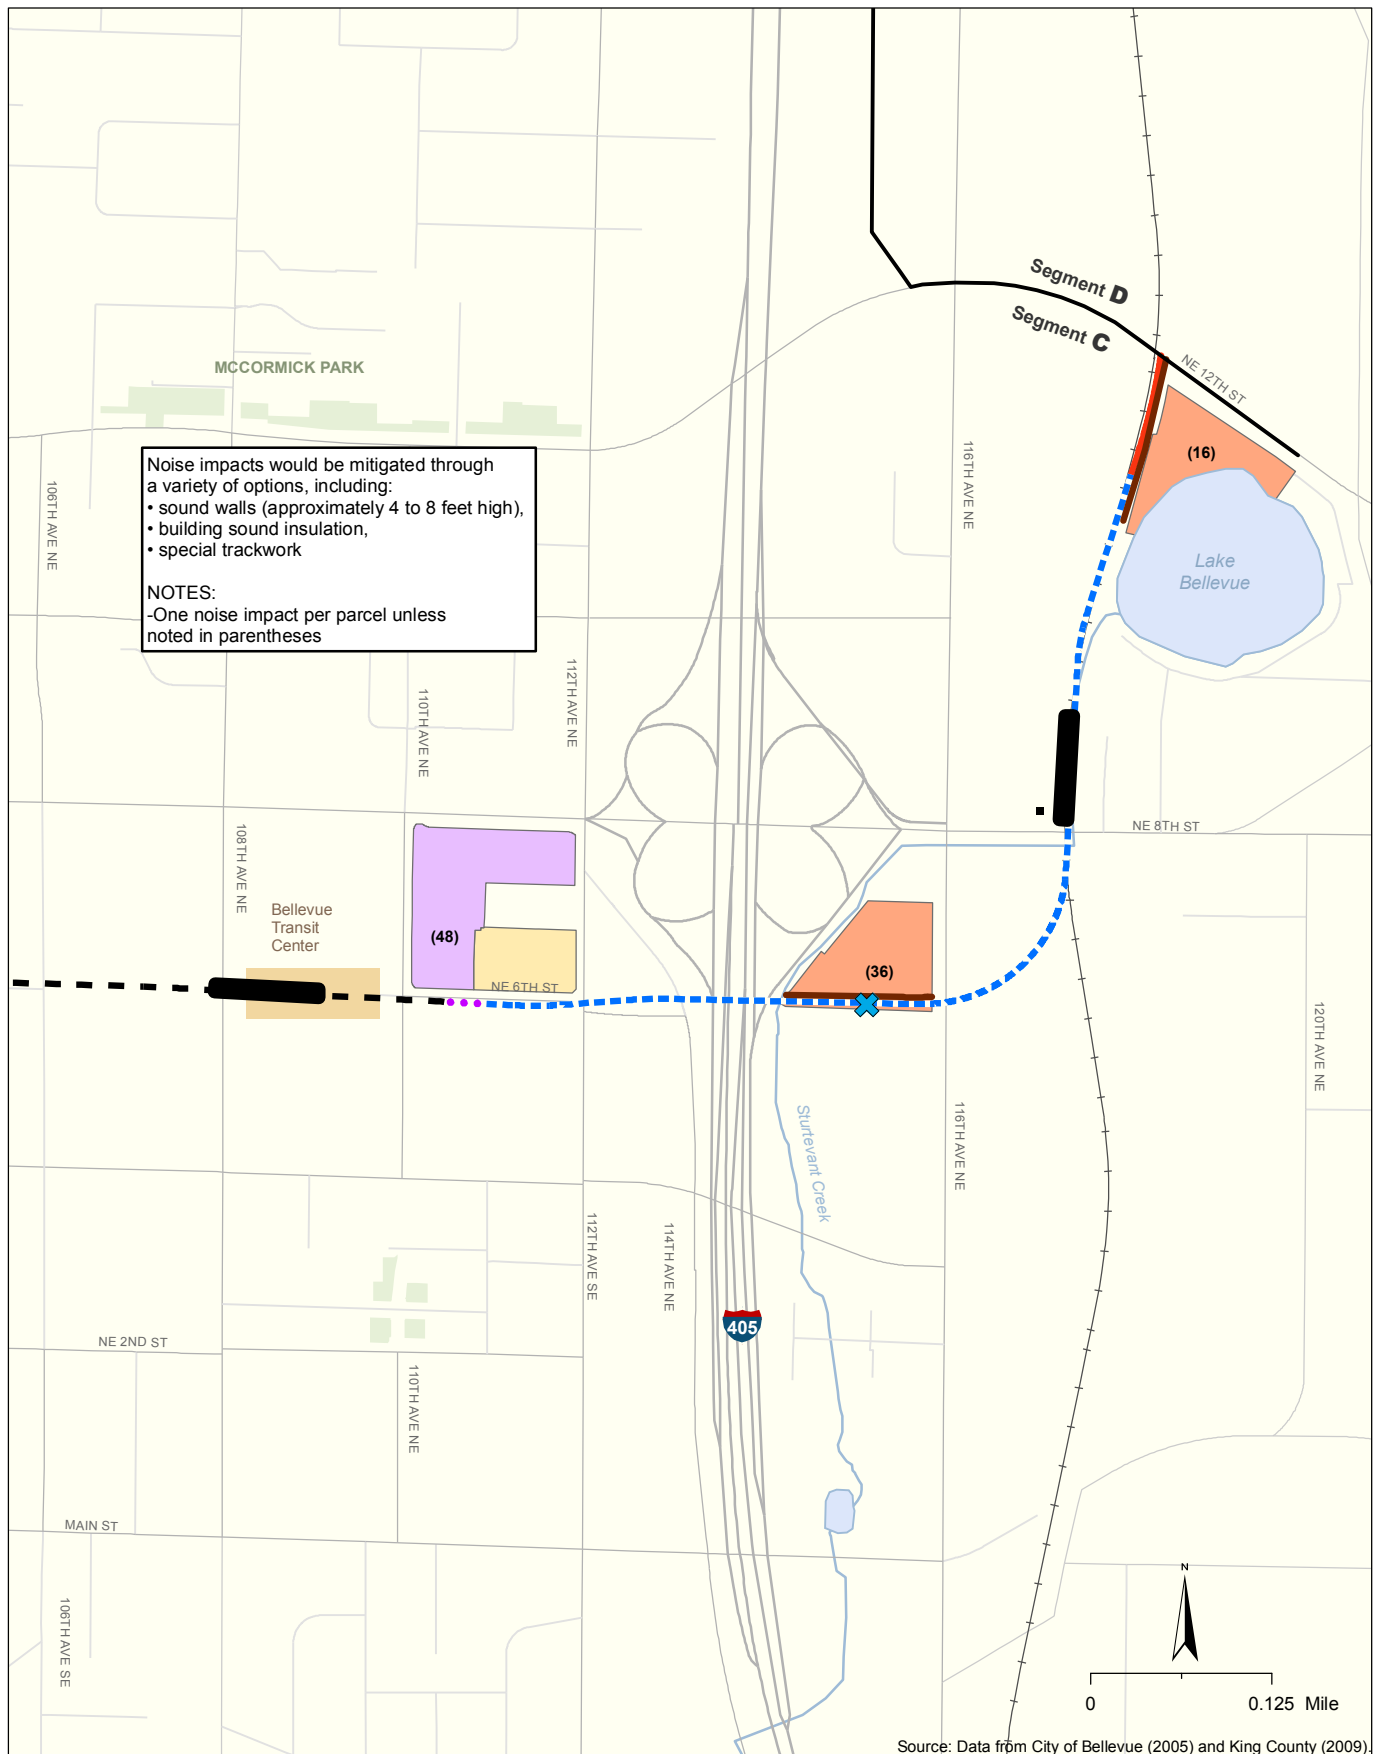 Segment D
Segment C
NE 12TH ST
MCCORMICK PARK
(16)
116TH AVE NE
Noise impacts would be mitigated through
a variety of options, including:
• sound walls (approximately 4 to 8 feet high),
• building sound insulation,
• special trackwork
NOTES:
-One noise impact per parcel unless
noted in parentheses
106TH AVE NE
Lake
Bellevue
112TH AVE NE
110TH AVE NE
NE 8TH ST
108TH AVE NE
Bellevue
Transit
Center
(48)
(36)
NE 6TH ST
120TH AVE NE
Sturtevant Creek
116TH AVE NE
112TH AVE SE
114TH AVE NE
405
NE 2ND ST
110TH AVE NE
MAIN ST
106TH AVE SE
N
0
0.125 Mile
Source: Data from City of Bellevue (2005) and King County (2009).